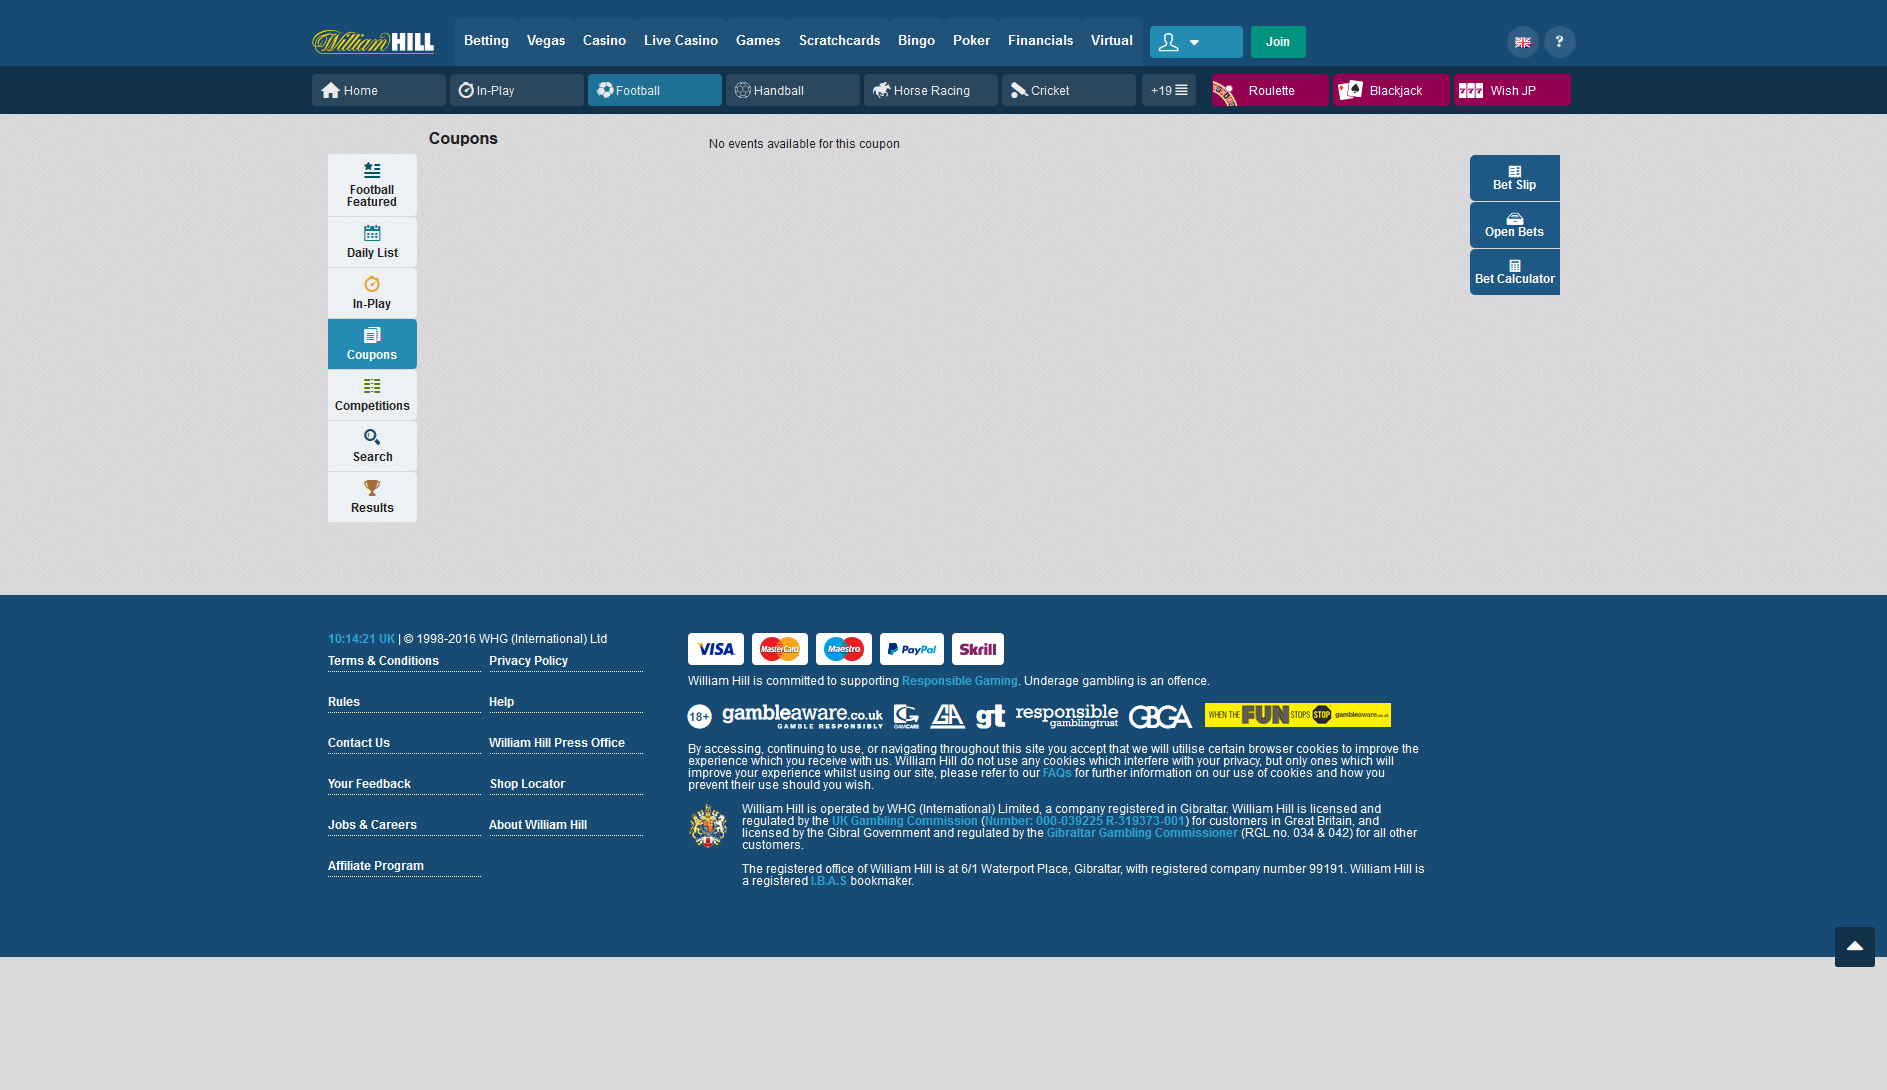 William HILL
Betting Vegas Casino Live Casino Games Scratchcards Bingo Poker Financials Virtual Join ?
Home In-Play Football Handball Horse Racing Cricket +19 Roulette Blackjack Wish JP
Coupons
No events available for this coupon
Football
Featured
Daily List
In-Play
Coupons
Competitions
Search
Results
Bet Slip
Open Bets
Bet Calculator
10:14:21 UK | © 1998-2016 WHG (International) Ltd
Terms & Conditions Privacy Policy
Rules Help
Contact Us William Hill Press Office
Your Feedback Shop Locator
Jobs & Careers About William Hill
Affiliate Program
VISA MasterCard Maestro PayPal Skrill
William Hill is committed to supporting Responsible Gaming. Underage gambling is an offence.
18+ gambleaware.co.uk GAMBLE RESPONSIBLY GAMCARE gt responsible gamblingtrust GBGA WHEN THE FUN STOPS STOP gambleaware.co.uk
By accessing, continuing to use, or navigating throughout this site you accept that we will utilise certain browser cookies to improve the
experience which you receive with us. William Hill do not use any cookies which interfere with your privacy, but only ones which will
improve your experience whilst using our site, please refer to our FAQs for further information on our use of cookies and how you
prevent their use should you wish.
William Hill is operated by WHG (International) Limited, a company registered in Gibraltar. William Hill is licensed and
regulated by the UK Gambling Commission (Number: 000-039225 R-319373-001) for customers in Great Britain, and
licensed by the Gibral Government and regulated by the Gibraltar Gambling Commissioner (RGL no. 034 & 042) for all other
customers.
The registered office of William Hill is at 6/1 Waterport Place, Gibraltar, with registered company number 99191. William Hill is
a registered I.B.A.S bookmaker.